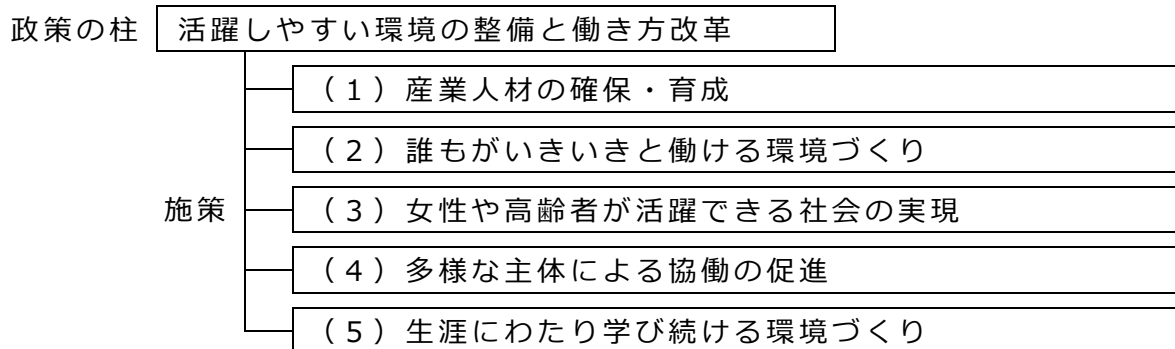 政策の柱 活躍しやすい環境の整備と働き方改革
（１）産業人材の確保・育成
（２）誰もがいきいきと働ける環境づくり
施策 （３）女性や高齢者が活躍できる社会の実現
（４）多様な主体による協働の促進
（５）生涯にわたり学び続ける環境づくり